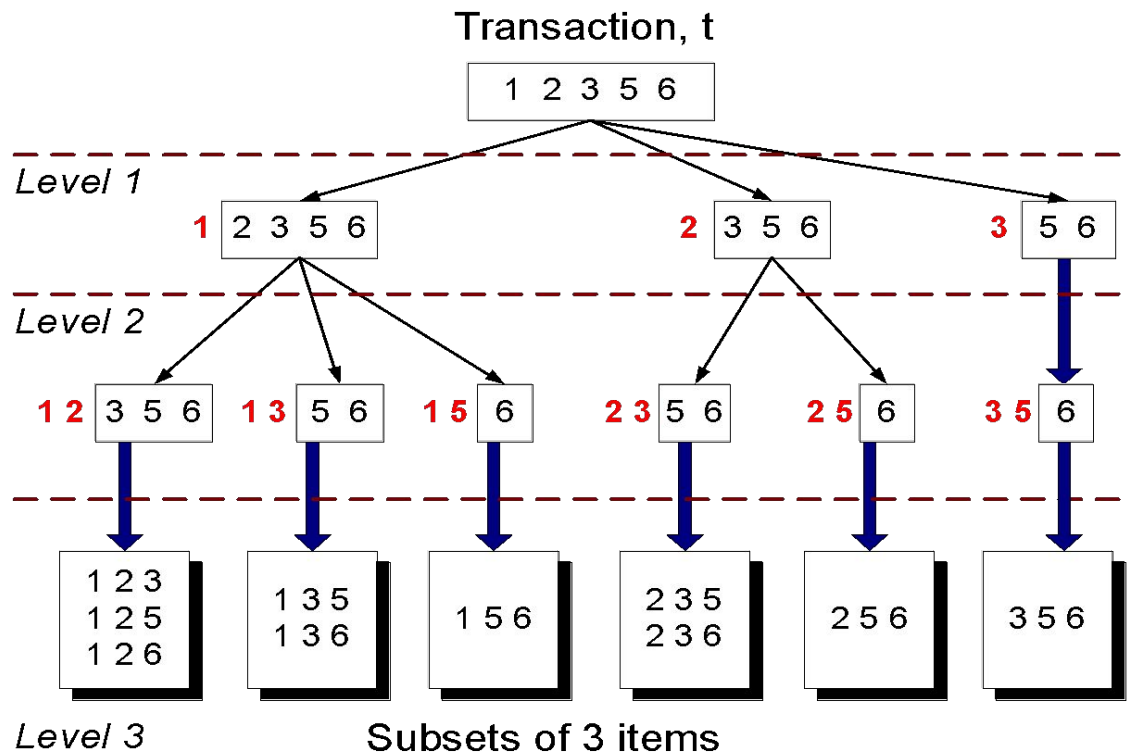 Transaction, t
1 2 3 5 6
Level 1
1 2 3 5 6
2 3 5 6
3 5 6
Level 2
1 2 3 5 6
1 3 5 6
1 5 6
2 3 5 6
2 5 6
3 5 6
1 2 3
1 2 5
1 2 6
1 3 5
1 3 6
1 5 6
2 3 5
2 3 6
2 5 6
3 5 6
Level 3
Subsets of 3 items